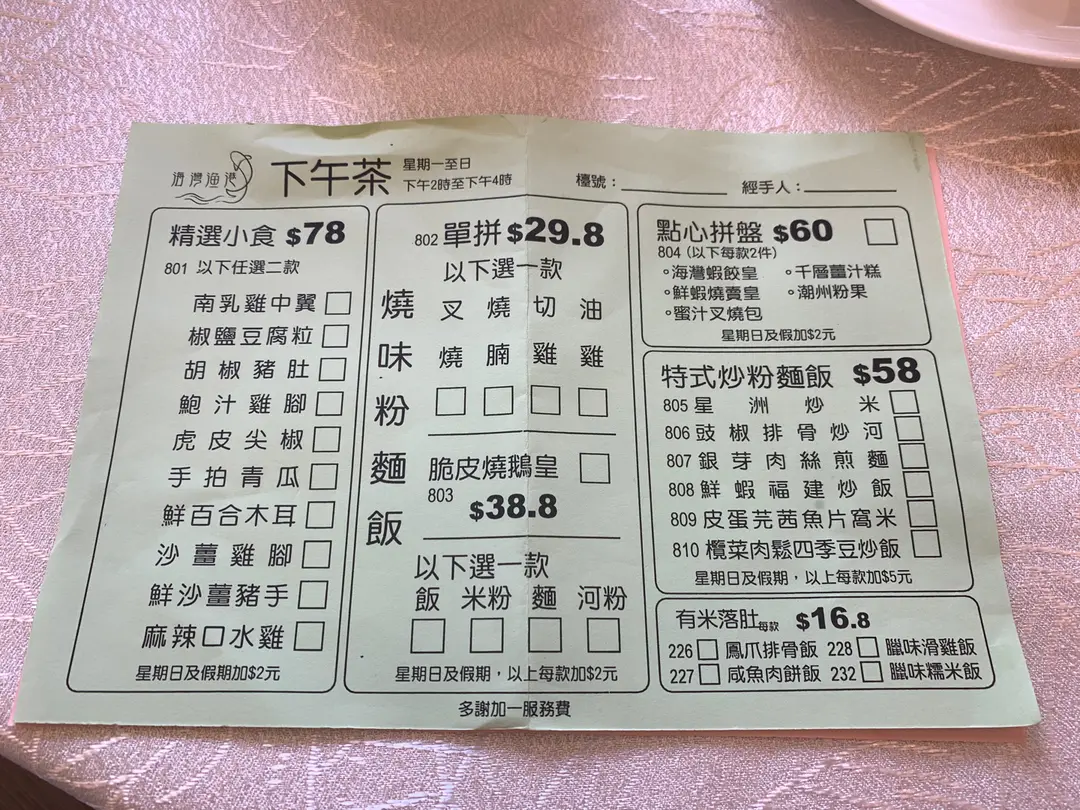 海灣漁港
下午茶
星期一至日
下午2時至下午4時
檯號：
經手人：
精選小食 $78
801 以下任選二款
南乳雞中翼
椒鹽豆腐粒
胡椒豬肚
鮑汁雞腳
虎皮尖椒
手拍青瓜
鮮百合木耳
沙薑雞腳
鮮沙薑豬手
麻辣口水雞
星期日及假期加$2元
燒味粉麵飯
802 單拼 $29.8
以下選一款
叉燒 燒腩 切雞 油雞
脆皮燒鵝皇
803 $38.8
以下選一款
飯 米粉 麵 河粉
星期日及假期，以上每款加$2元
點心拼盤 $60
804 (以下每款2件)
◦海灣蝦餃皇 ◦千層薑汁糕
◦鮮蝦燒賣皇 ◦潮州粉果
◦蜜汁叉燒包
星期日及假加$2元
特式炒粉麵飯 $58
805 星洲炒米
806 豉椒排骨炒河
807 銀芽肉絲煎麵
808 鮮蝦福建炒飯
809 皮蛋芫茜魚片窩米
810 欖菜肉鬆四季豆炒飯
星期日及假期，以上每款加$5元
有米落肚每款 $16.8
226 鳳爪排骨飯 228 臘味滑雞飯
227 咸魚肉餅飯 232 臘味糯米飯
多謝加一服務費